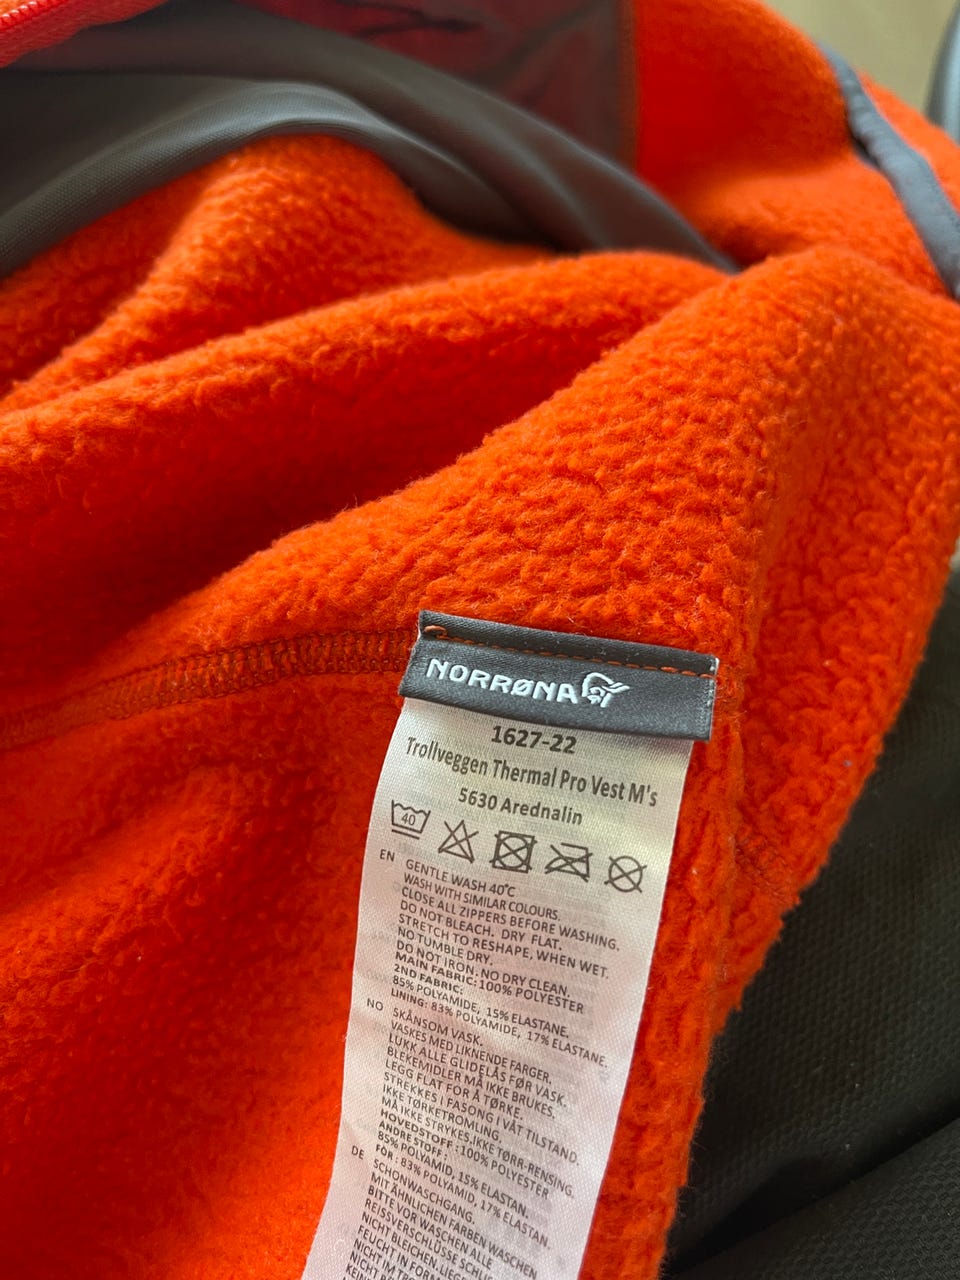 NORRØNA
1627-22
Trollveggen Thermal Pro Vest M's
5630 Arednalin
40
EN GENTLE WASH 40°C
WASH WITH SIMILAR COLOURS.
CLOSE ALL ZIPPERS BEFORE WASHING.
DO NOT BLEACH. DRY FLAT.
STRETCH TO RESHAPE, WHEN WET.
NO TUMBLE DRY.
DO NOT IRON. NO DRY CLEAN.
MAIN FABRIC: 100% POLYESTER
2ND FABRIC:
85% POLYAMIDE, 15% ELASTANE.
LINING: 83% POLYAMIDE, 17% ELASTANE.
NO SKÅNSOM VASK.
VASKES MED LIKNENDE FARGER.
LUKK ALLE GLIDELÅS FØR VASK.
BLEKEMIDLER MÅ IKKE BRUKES.
LEGG FLAT FOR Å TØRKE.
STREKKES I FASONG I VÅT TILSTAND.
IKKE TØRKETROMLING.
MÅ IKKE STRYKES.IKKE TØRR-RENSING.
HOVEDSTOFF :100% POLYESTER
ANDRE STOFF :
85% POLYAMID, 15% ELASTAN.
FÔR : 83% POLYAMID, 17% ELASTAN.
DE SCHONWASCHGANG.
MIT ÄHNLICHEN FARBEN WASCHEN
BITTE VOR WASCHEN ALLE
REISSVERSCHLÜSSE
NICHT BLEICHEN.
FEUCHT IN
NICHT IM